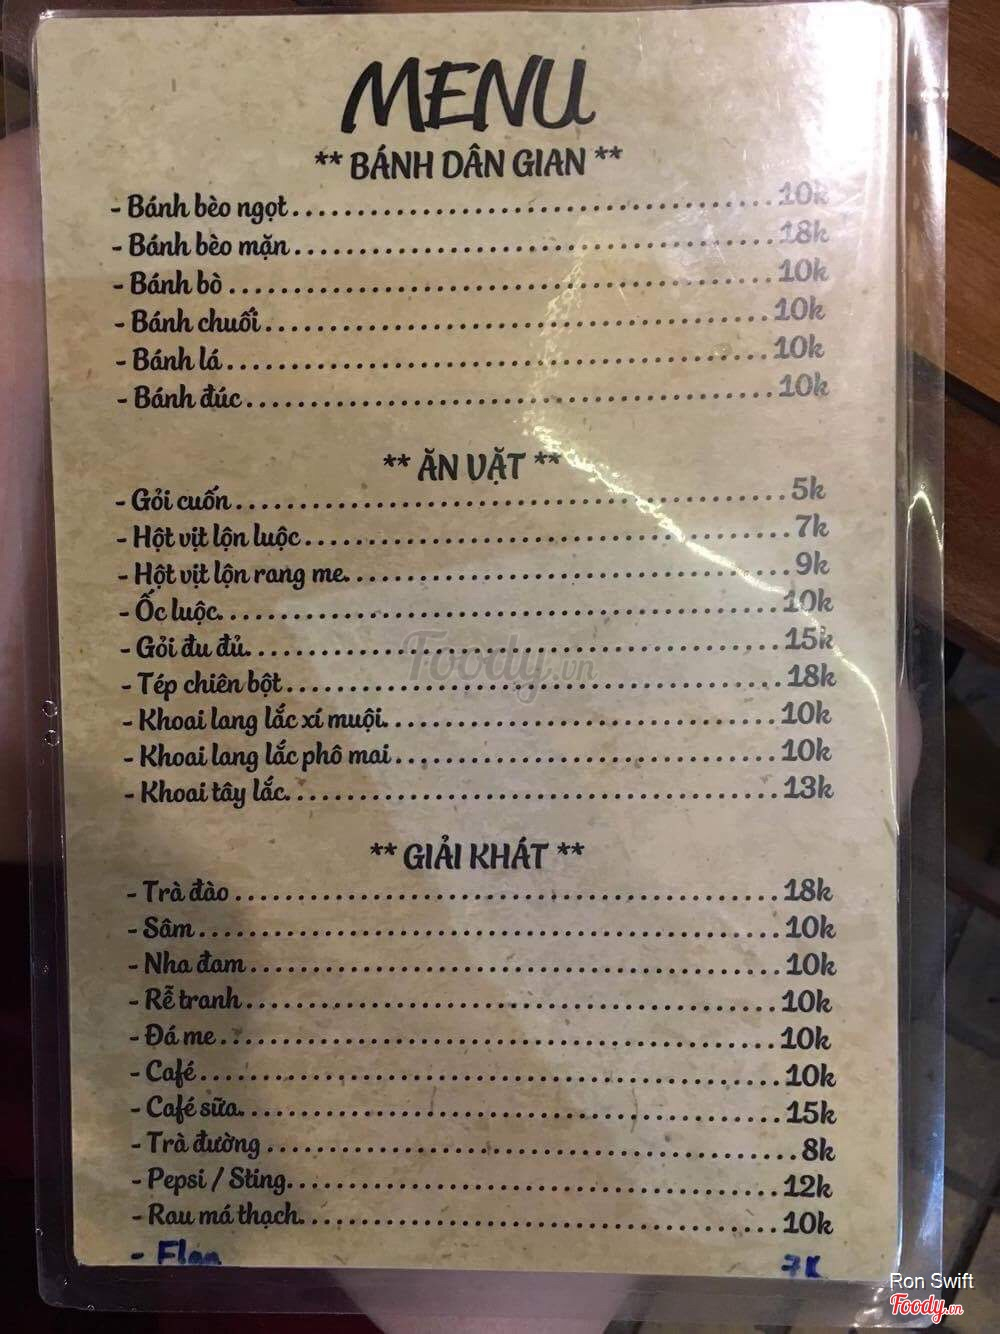 MENU
** BÁNH DÂN GIAN **
- Bánh bèo ngọt........................................10k
- Bánh bèo mặn........................................18k
- Bánh bò........................................10k
- Bánh chuối........................................10k
- Bánh lá........................................10k
- Bánh đúc........................................10k
** ĂN VẶT **
- Gỏi cuốn........................................5k
- Hột vịt lộn luộc........................................7k
- Hột vịt lộn rang me........................................9k
- Ốc luộc........................................10k
- Gỏi đu đủ........................................15k
- Tép chiên bột........................................18k
- Khoai lang lắc xí muội........................................10k
- Khoai lang lắc phô mai........................................10k
- Khoai tây lắc........................................13k
** GIẢI KHÁT **
- Trà đào........................................18k
- Sâm........................................10k
- Nha đam........................................10k
- Rễ tranh........................................10k
- Đá me........................................10k
- Café........................................10k
- Café sữa........................................15k
- Trà đường........................................8k
- Pepsi / Sting........................................12k
- Rau má thạch........................................10k
- Flan 7K
Foody.vn
Ron Swift
Foody.vn